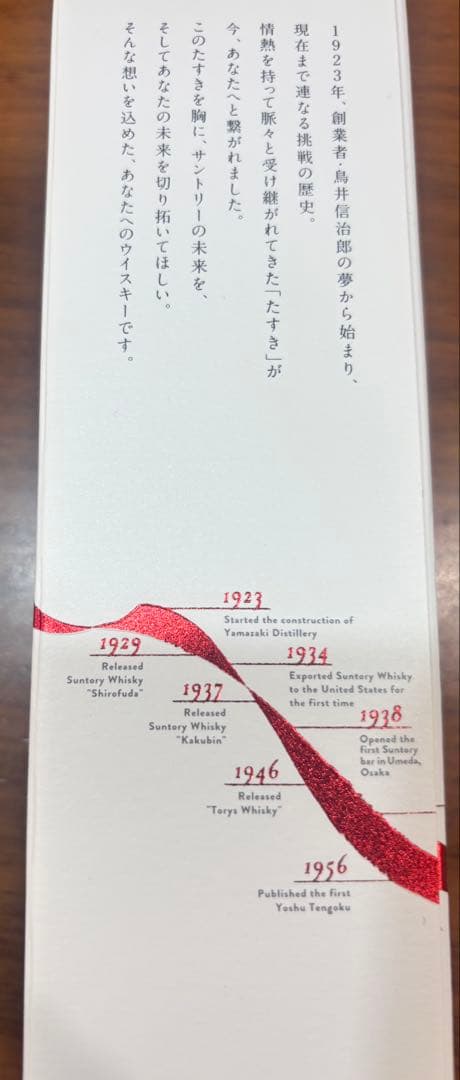 1923年、創業者・鳥井信治郎の夢から始まり、
現在まで連なる挑戦の歴史。
情熱を持って脈々と受け継がれてきた「たすき」が
今、あなたへと繋がれました。
このたすきを胸に、サントリーの未来を、
そしてあなたの未来を切り拓いてほしい。
そんな想いを込めた、あなたへのウイスキーです。
1923
Started the construction of
Yamazaki Distillery
1929
Released
Suntory Whisky
"Shirofuda"
1934
Exported Suntory Whisky
to the United States for
the first time
1937
Released
Suntory Whisky
"Kakubin"
1938
Opened the
first Suntory
bar in Umeda,
Osaka
1946
Released
"Torys Whisky"
1956
Published the first
Yoshu Tengoku